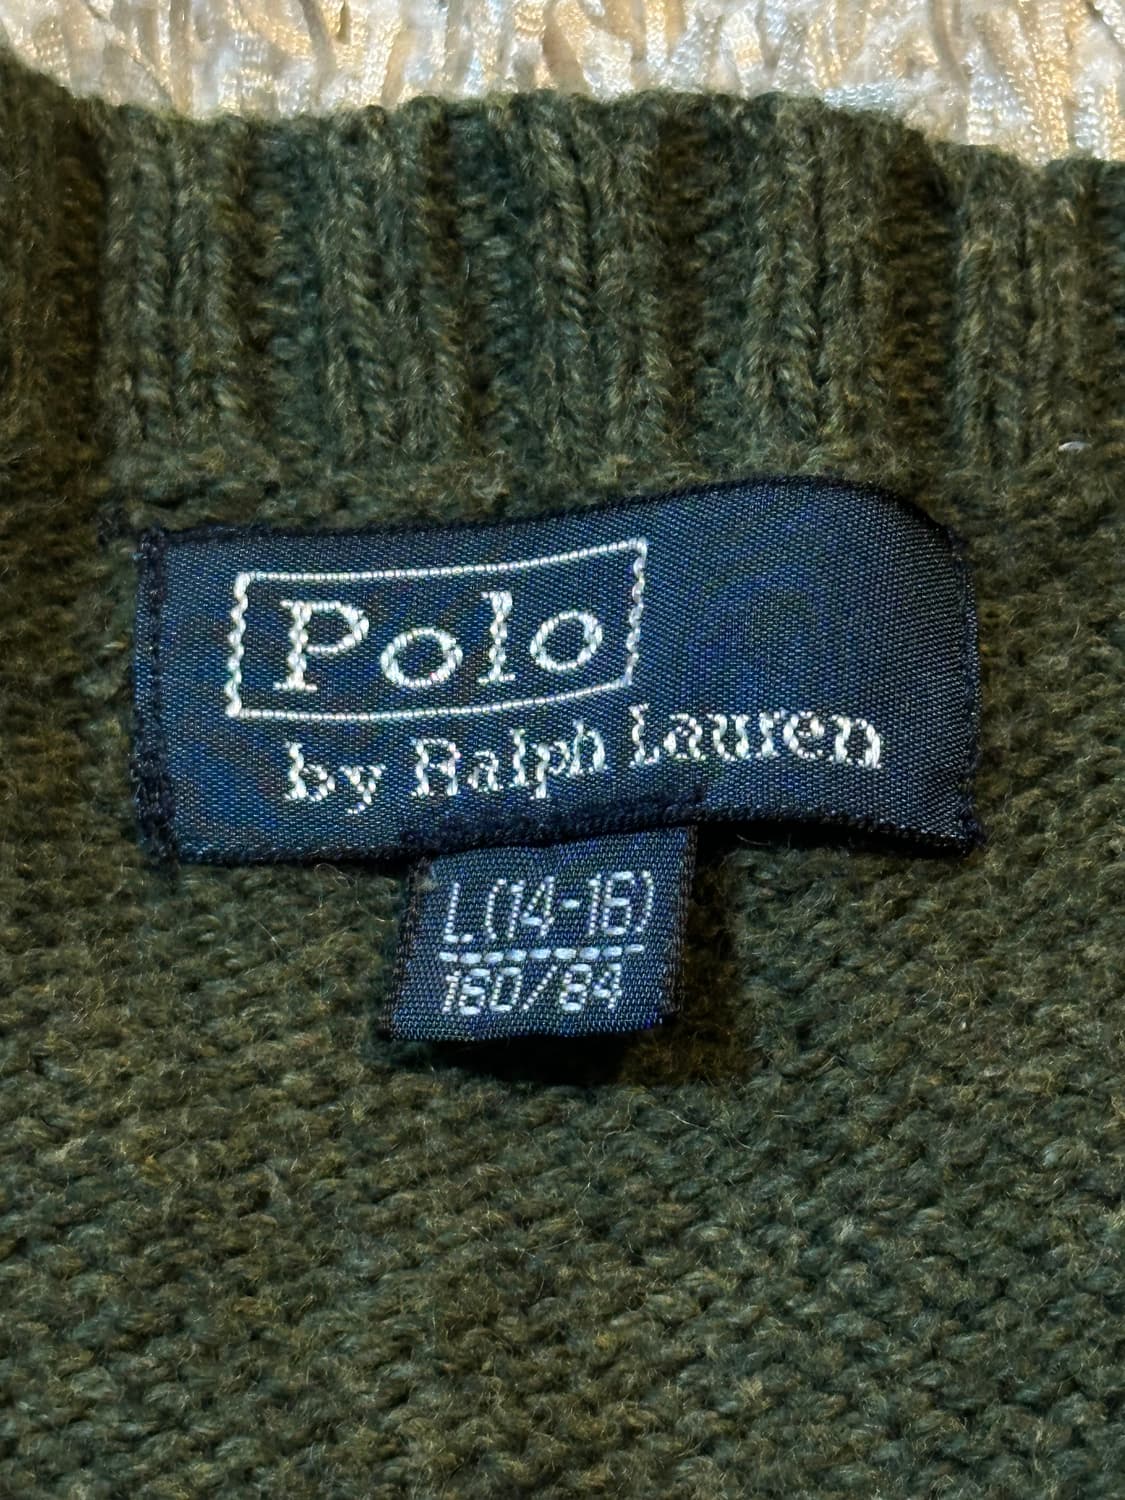 Polo
by Ralph Lauren
L(14-16)
160/84